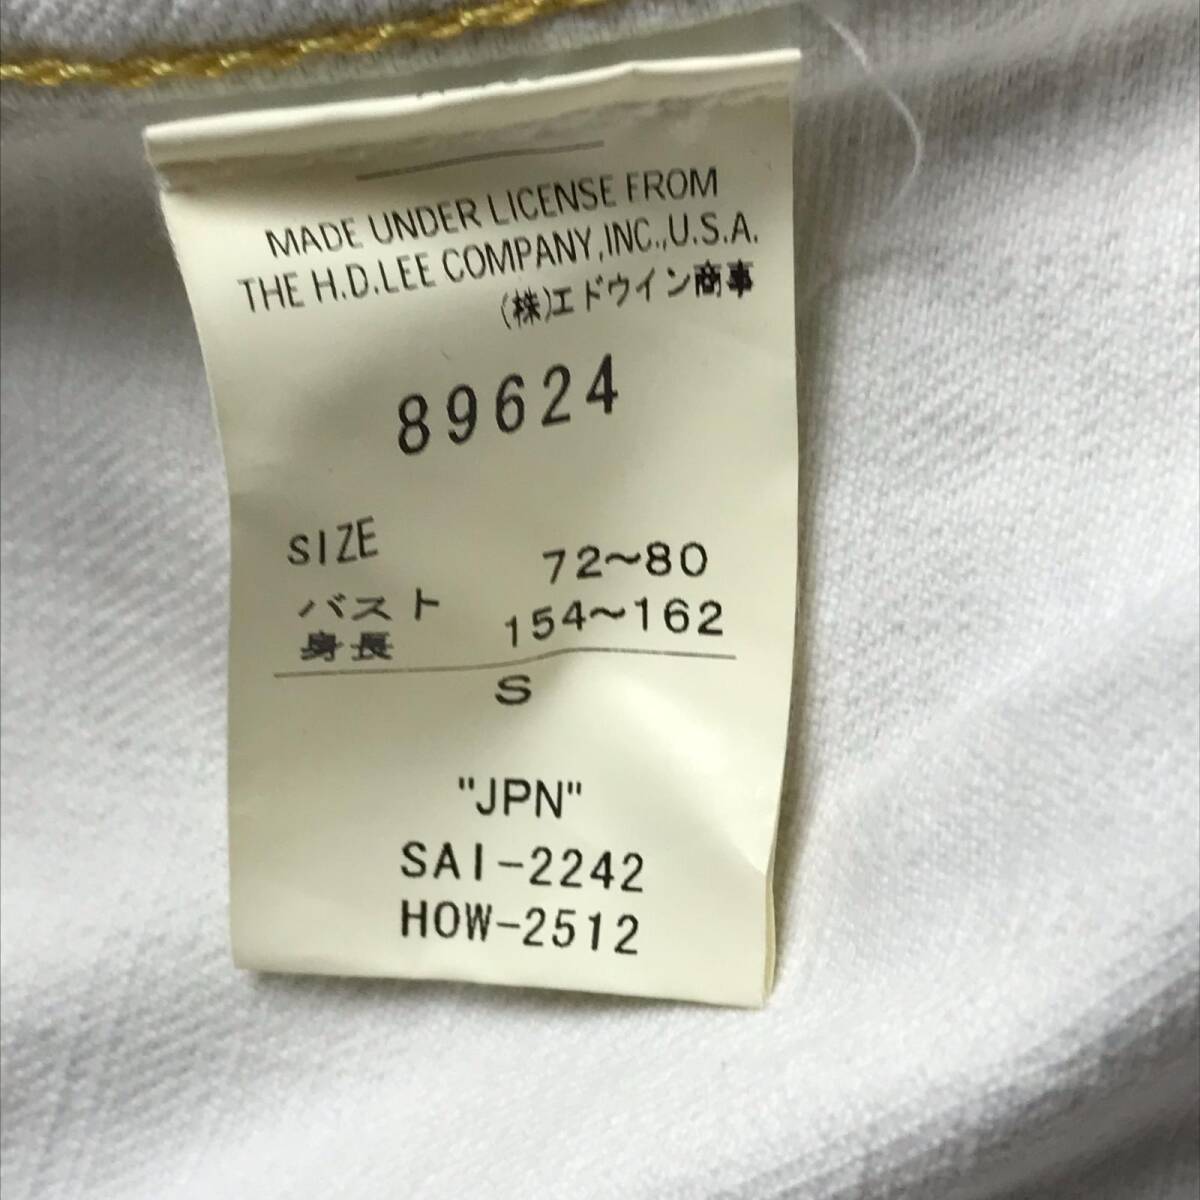 MADE UNDER LICENSE FROM
THE H.D.LEE COMPANY,INC.,U.S.A.
(株)エドウイン商事
89624
SIZE
バスト 72~80
身長 154~162
S
"JPN"
SAI-2242
HOW-2512